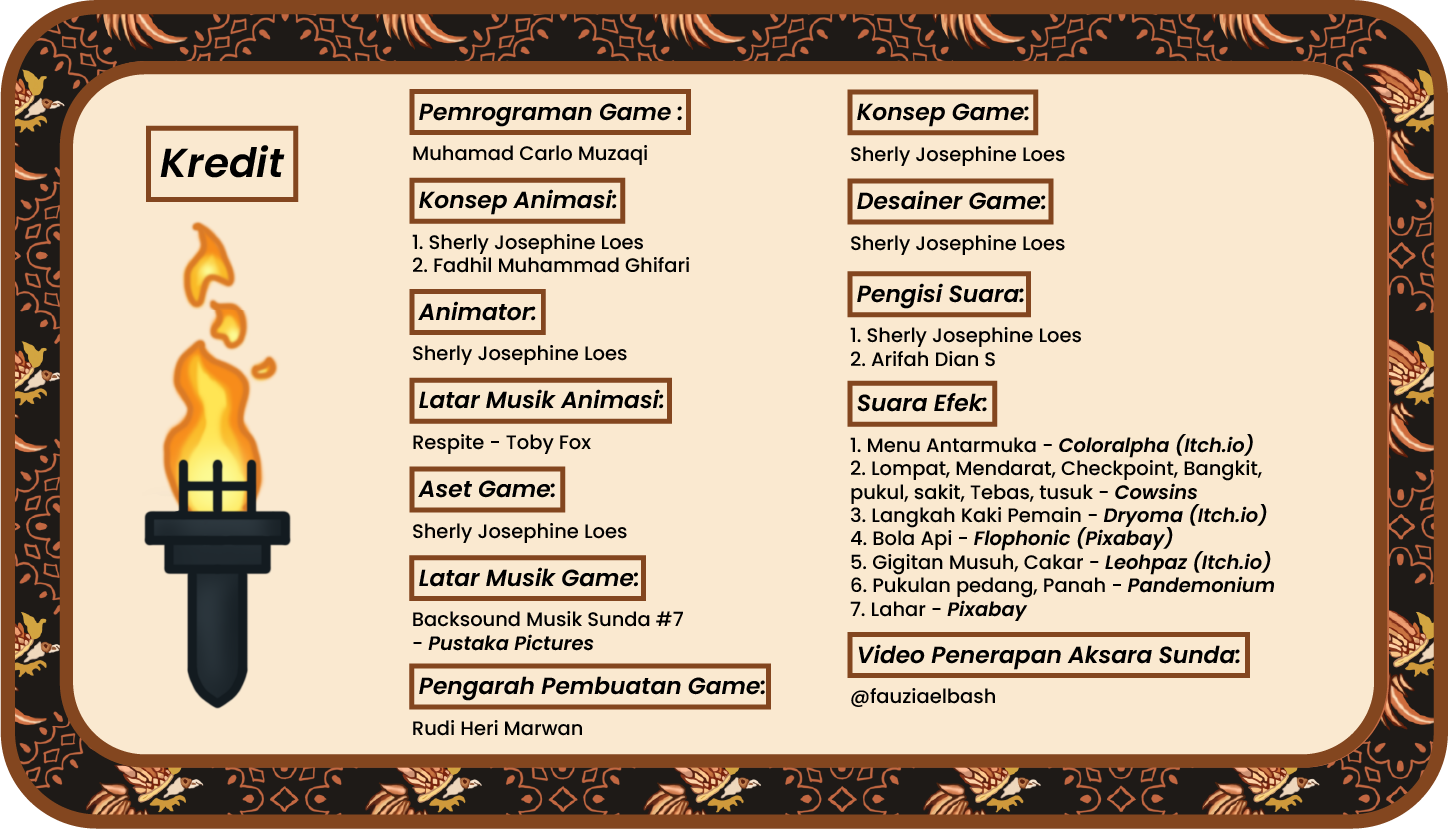 Kredit
Pemrograman Game :
Muhamad Carlo Muzaqi
Konsep Animasi:
1. Sherly Josephine Loes
2. Fadhil Muhammad Ghifari
Animator:
Sherly Josephine Loes
Latar Musik Animasi:
Respite - Toby Fox
Aset Game:
Sherly Josephine Loes
Latar Musik Game:
Backsound Musik Sunda #7
- Pustaka Pictures
Pengarah Pembuatan Game:
Rudi Heri Marwan
Konsep Game:
Sherly Josephine Loes
Desainer Game:
Sherly Josephine Loes
Pengisi Suara:
1. Sherly Josephine Loes
2. Arifah Dian S
Suara Efek:
1. Menu Antarmuka - Coloralpha (Itch.io)
2. Lompat, Mendarat, Checkpoint, Bangkit,
pukul, sakit, Tebas, tusuk - Cowsins
3. Langkah Kaki Pemain - Dryoma (Itch.io)
4. Bola Api - Flophonic (Pixabay)
5. Gigitan Musuh, Cakar - Leohpaz (Itch.io)
6. Pukulan pedang, Panah - Pandemonium
7. Lahar - Pixabay
Video Penerapan Aksara Sunda:
@fauziaelbash